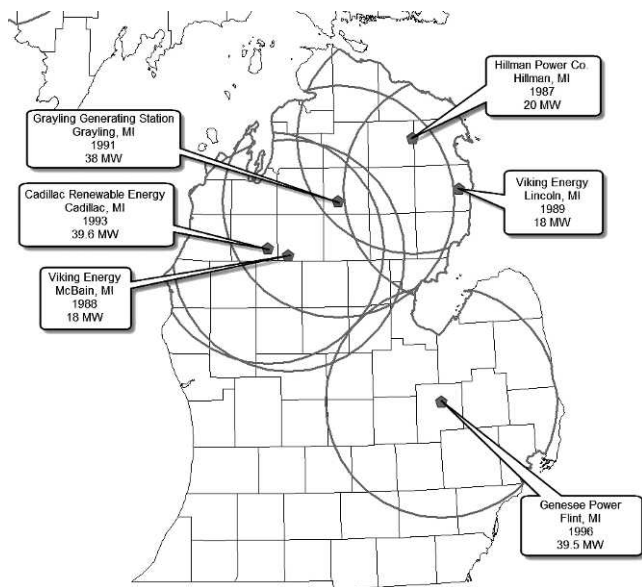 Hillman Power Co.
Hillman, MI
1987
20 MW
Grayling Generating Station
Grayling, MI
1991
38 MW
Viking Energy
Lincoln, MI
1989
18 MW
Cadillac Renewable Energy
Cadillac, MI
1993
39.6 MW
Viking Energy
McBain, MI
1988
18 MW
Genesee Power
Flint, MI
1996
39.5 MW